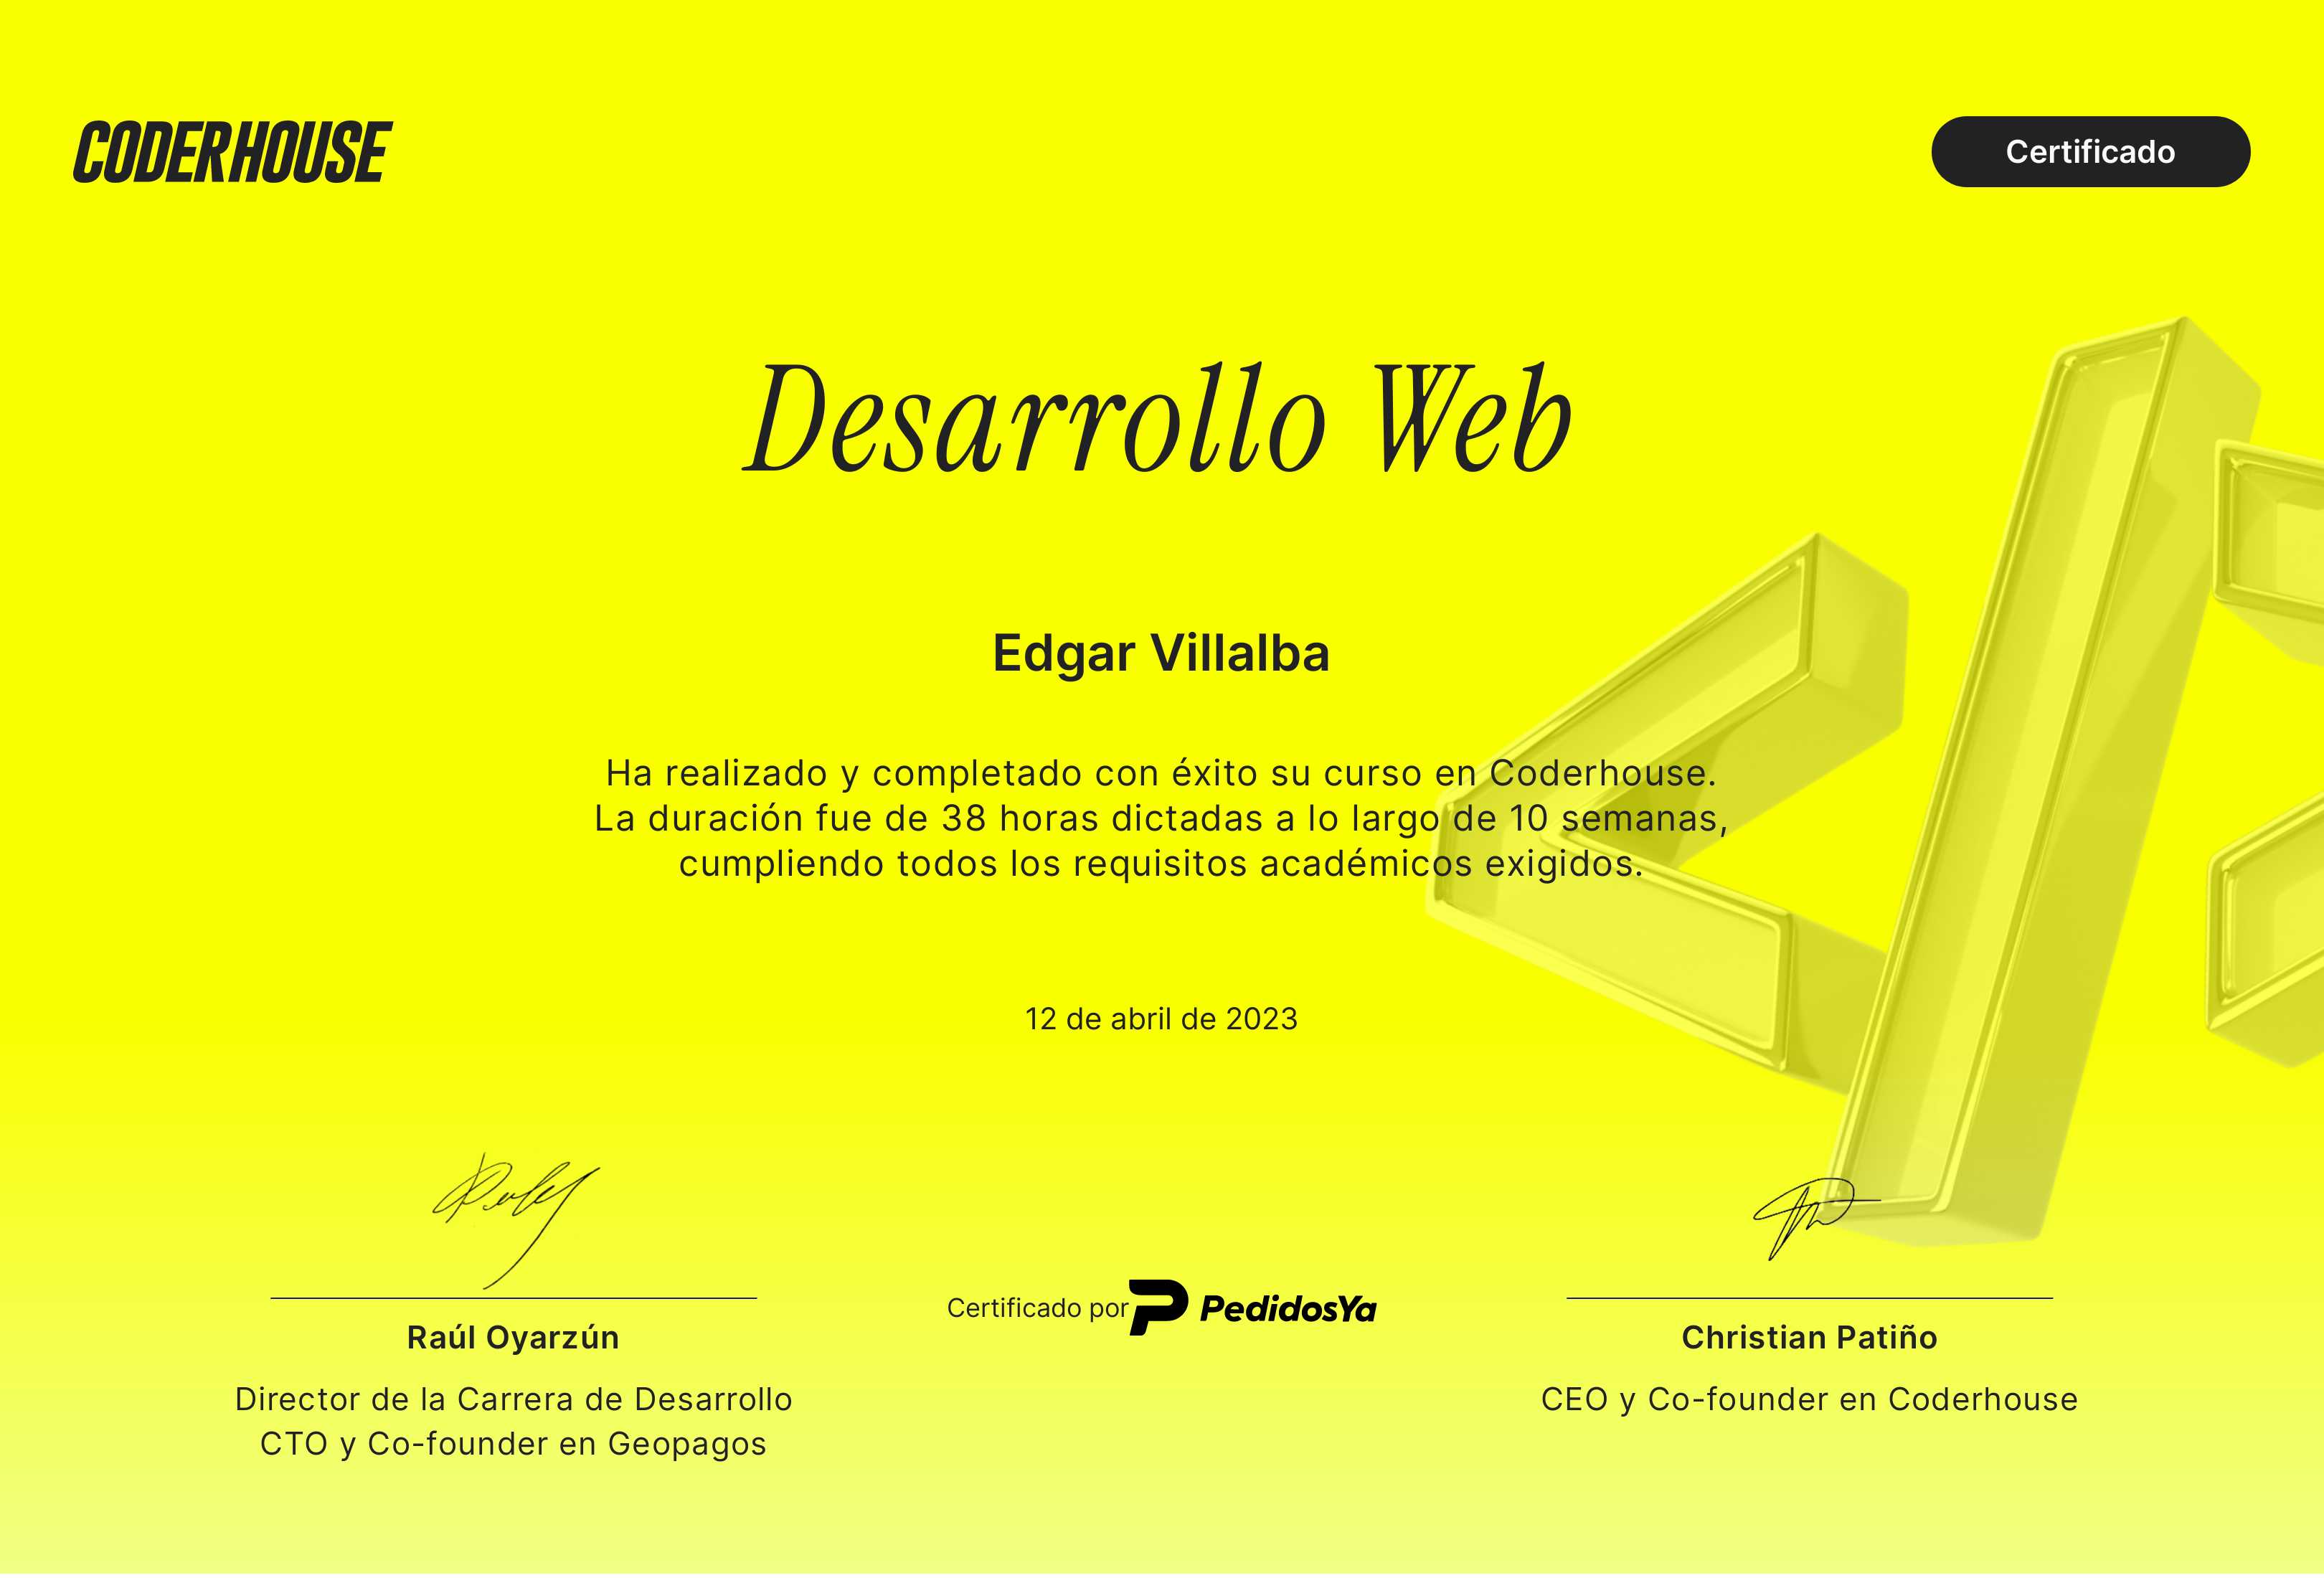 CODERHOUSE
Certificado
Desarrollo Web
Edgar Villalba
Ha realizado y completado con éxito su curso en Coderhouse.
La duración fue de 38 horas dictadas a lo largo de 10 semanas,
cumpliendo todos los requisitos académicos exigidos.
12 de abril de 2023
Raúl Oyarzún
Director de la Carrera de Desarrollo
CTO y Co-founder en Geopagos
Certificado por PedidosYa
Christian Patiño
CEO y Co-founder en Coderhouse